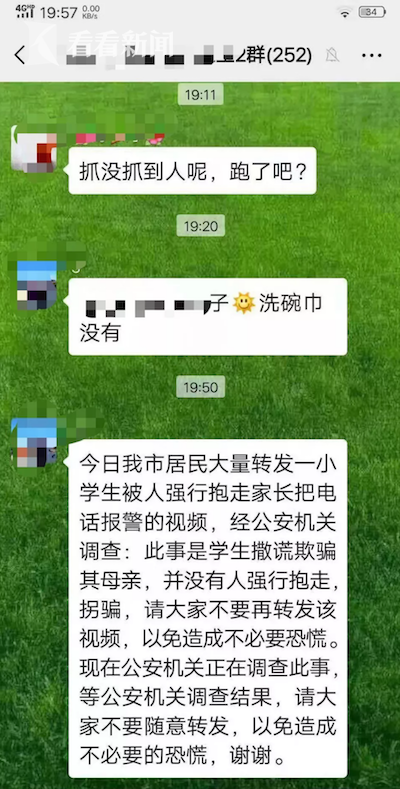 4GHD 19:57 0.00 KB/s 34
看看新闻
2群(252)
19:11
抓没抓到人呢，跑了吧？
19:20
子🌞洗碗巾
没有
19:50
今日我市居民大量转发一小
学生被人强行抱走家长把电
话报警的视频，经公安机关
调查：此事是学生撒谎欺骗
其母亲，并没有人强行抱走，
拐骗，请大家不要再转发该
视频，以免造成不必要恐慌。
现在公安机关正在调查此事，
等公安机关调查结果，请大
家不要随意转发，以免造成
不必要的恐慌，谢谢。